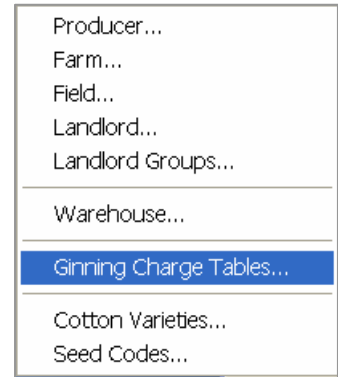 Producer...
Farm...
Field...
Landlord...
Landlord Groups...
Warehouse...
Ginning Charge Tables...
Cotton Varieties...
Seed Codes...